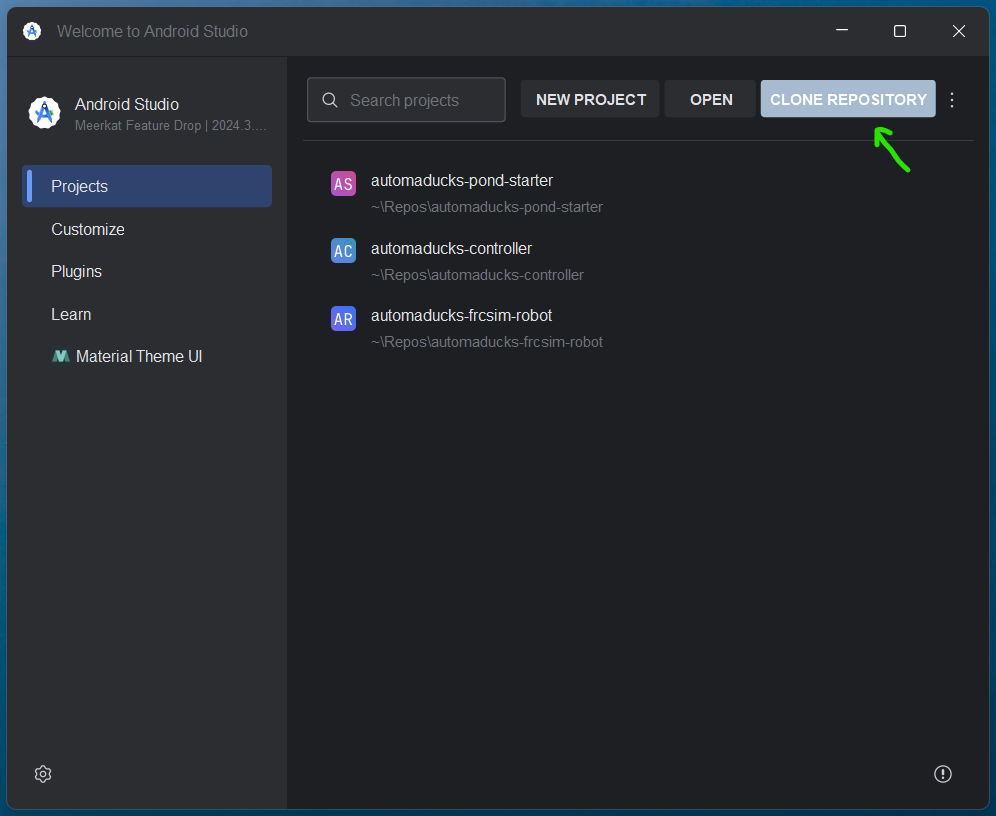 Welcome to Android Studio
Android Studio
Meerkat Feature Drop | 2024.3....
Projects
Customize
Plugins
Learn
Material Theme UI
Search projects
NEW PROJECT
OPEN
CLONE REPOSITORY
AS
automaducks-pond-starter
~\Repos\automaducks-pond-starter
AC
automaducks-controller
~\Repos\automaducks-controller
AR
automaducks-frcsim-robot
~\Repos\automaducks-frcsim-robot